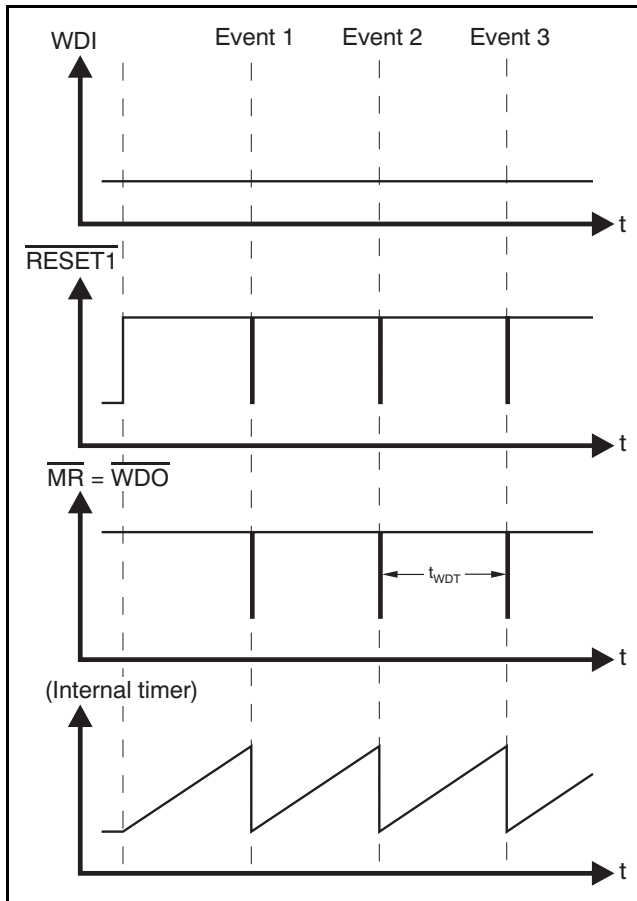 WDI Event 1 Event 2 Event 3
t
RESET1
t
MR = WDO
tWDT
t
(Internal timer)
t